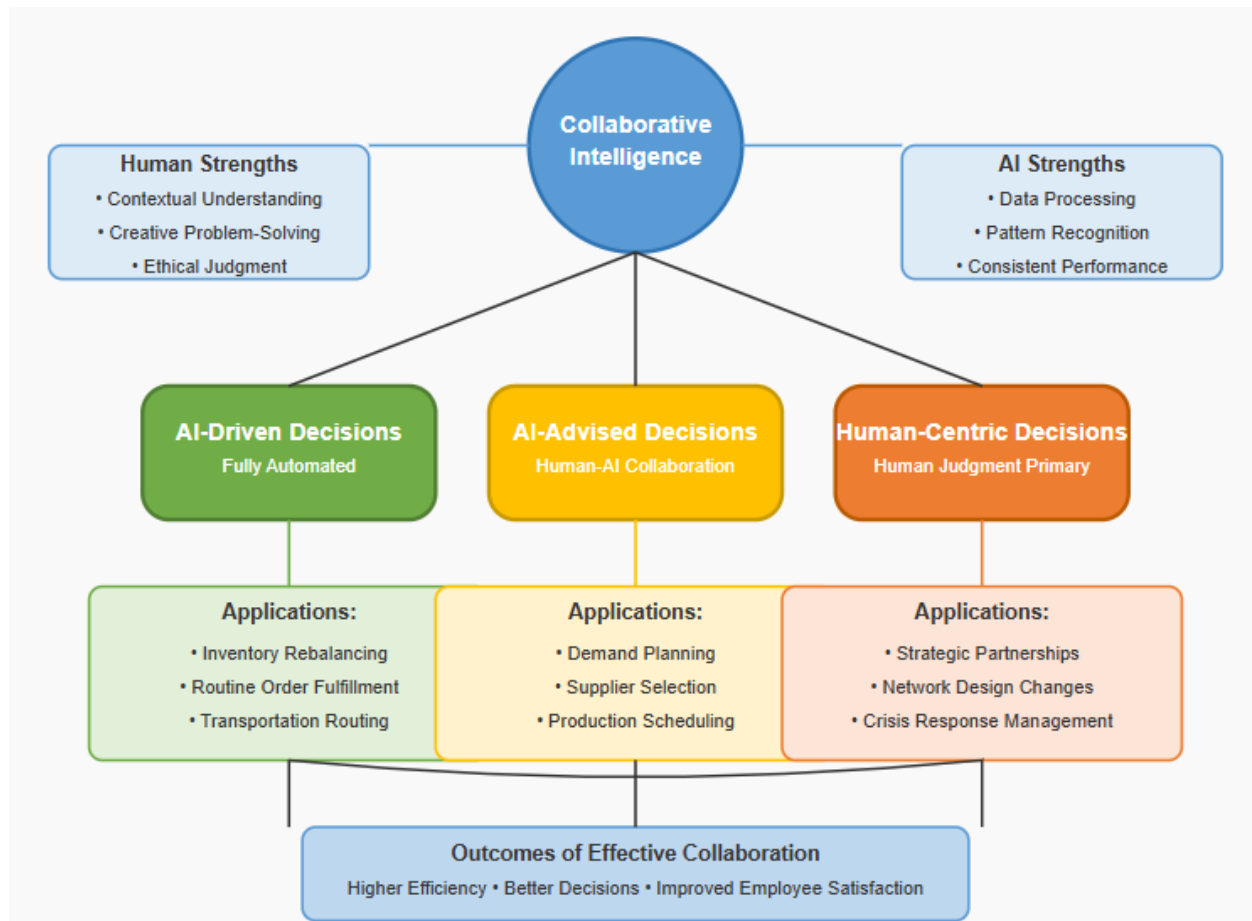 Collaborative
Intelligence
Human Strengths
• Contextual Understanding
• Creative Problem-Solving
• Ethical Judgment
AI Strengths
• Data Processing
• Pattern Recognition
• Consistent Performance
AI-Driven Decisions
Fully Automated
AI-Advised Decisions
Human-AI Collaboration
Human-Centric Decisions
Human Judgment Primary
Applications:
• Inventory Rebalancing
• Routine Order Fulfillment
• Transportation Routing
Applications:
• Demand Planning
• Supplier Selection
• Production Scheduling
Applications:
• Strategic Partnerships
• Network Design Changes
• Crisis Response Management
Outcomes of Effective Collaboration
Higher Efficiency • Better Decisions • Improved Employee Satisfaction